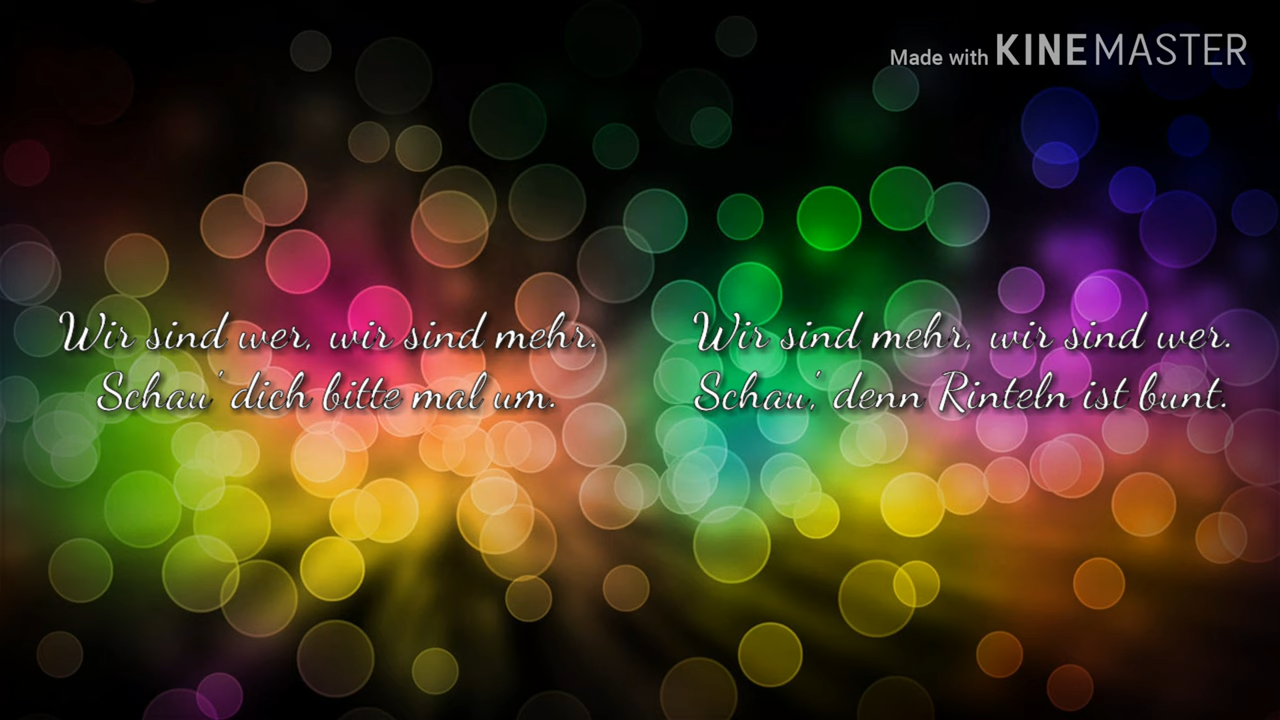 Made with KINEMASTER
Wir sind wer, wir sind mehr.
Schau' dich bitte mal um.
Wir sind mehr, wir sind wer.
Schau', denn Rinteln ist bunt.